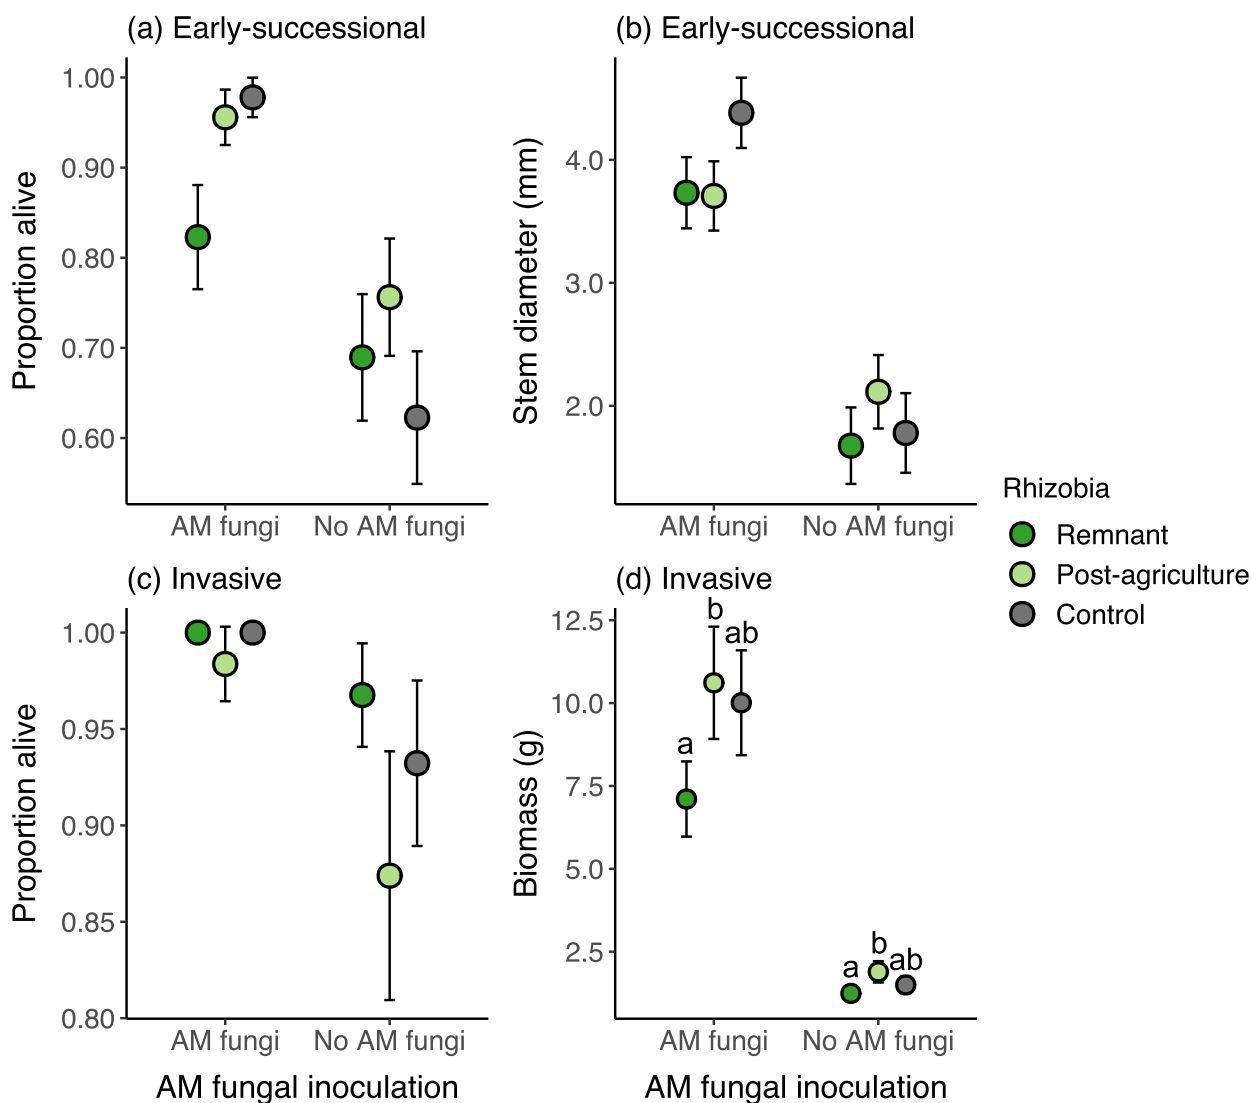 (a) Early-successional
Proportion alive
1.00
0.90
0.80
0.70
0.60
AM fungi No AM fungi
(b) Early-successional
Stem diameter (mm)
4.0
3.0
2.0
AM fungi No AM fungi
Rhizobia
Remnant
Post-agriculture
Control
(c) Invasive
Proportion alive
1.00
0.95
0.90
0.85
0.80
AM fungi No AM fungi
AM fungal inoculation
(d) Invasive
Biomass (g)
12.5
10.0
7.5
5.0
2.5
b
ab
a
b
a ab
AM fungi No AM fungi
AM fungal inoculation